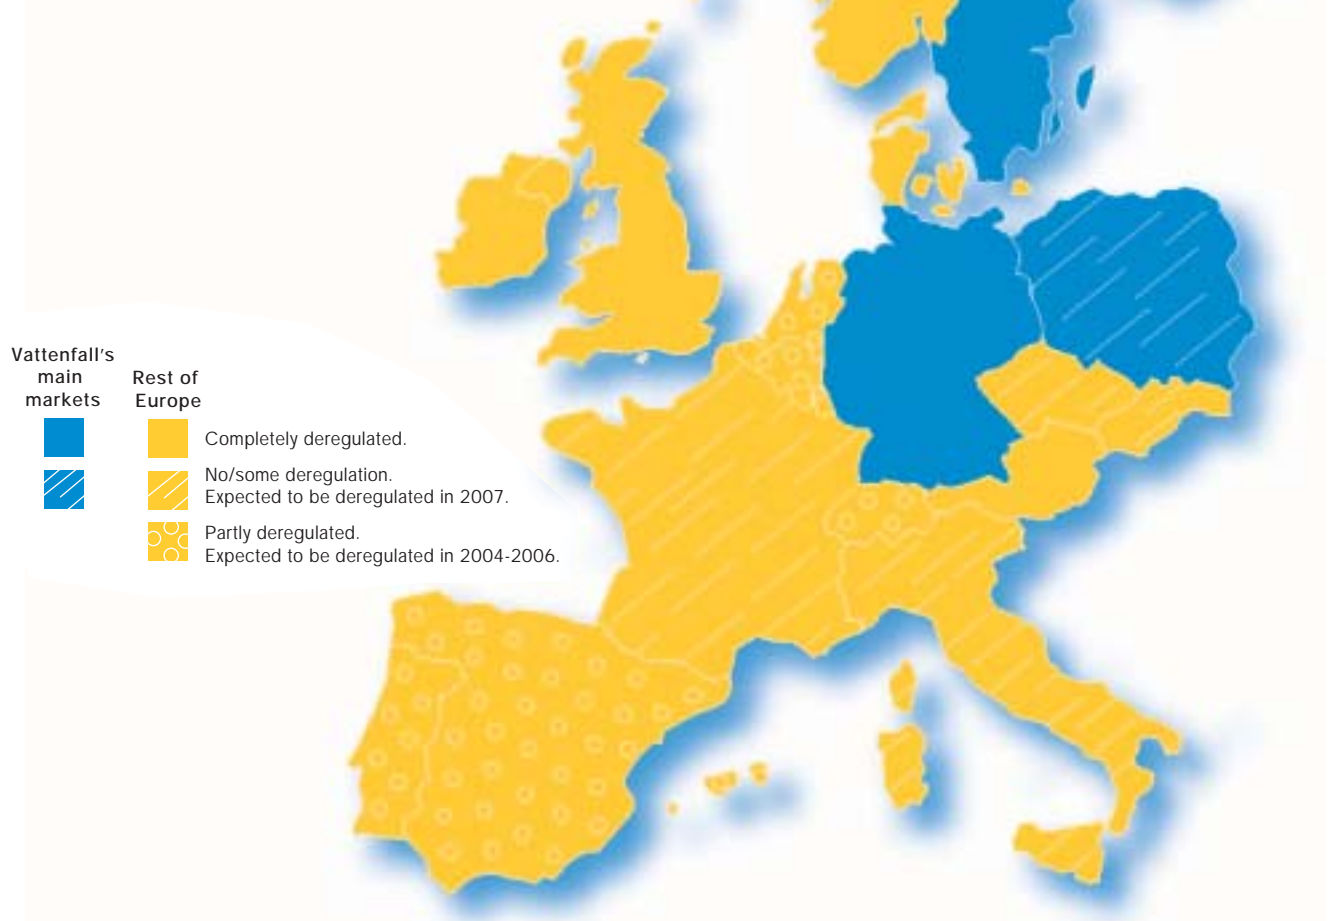 Vattenfall's
main
markets
Rest of
Europe
Completely deregulated.
No/some deregulation.
Expected to be deregulated in 2007.
Partly deregulated.
Expected to be deregulated in 2004-2006.